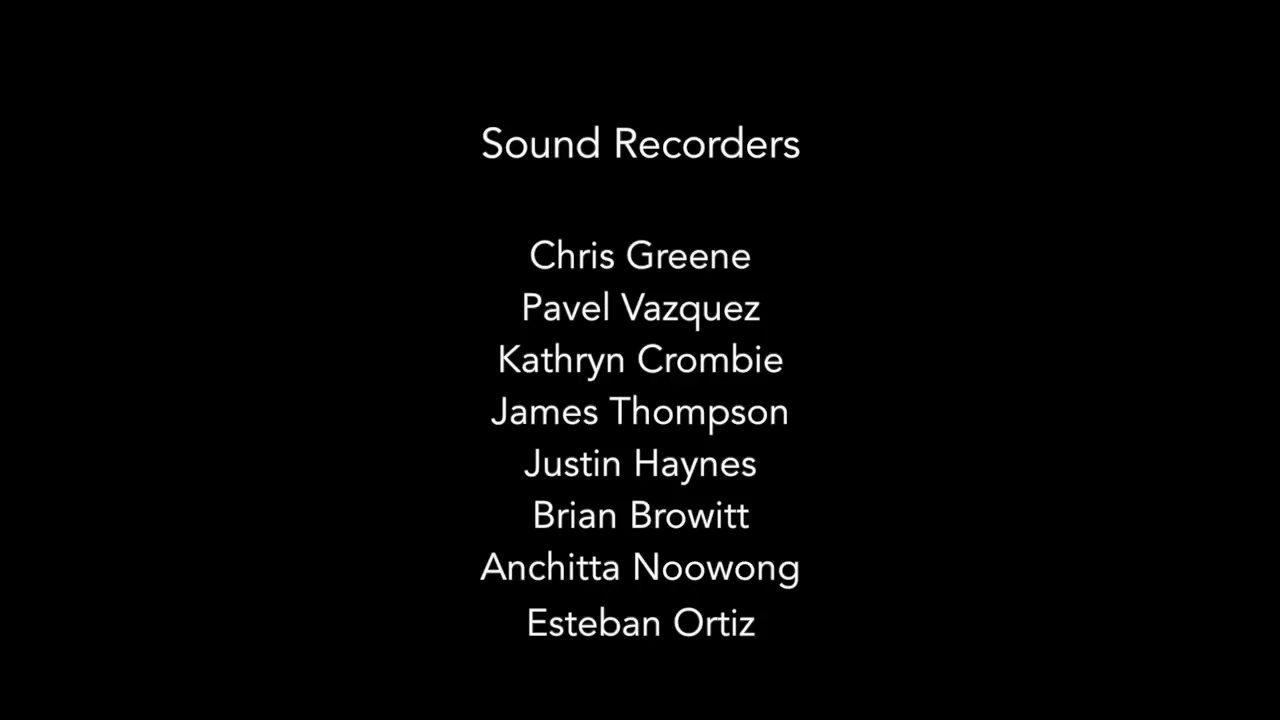 Sound Recorders
Chris Greene
Pavel Vazquez
Kathryn Crombie
James Thompson
Justin Haynes
Brian Browitt
Anchitta Noowong
Esteban Ortiz